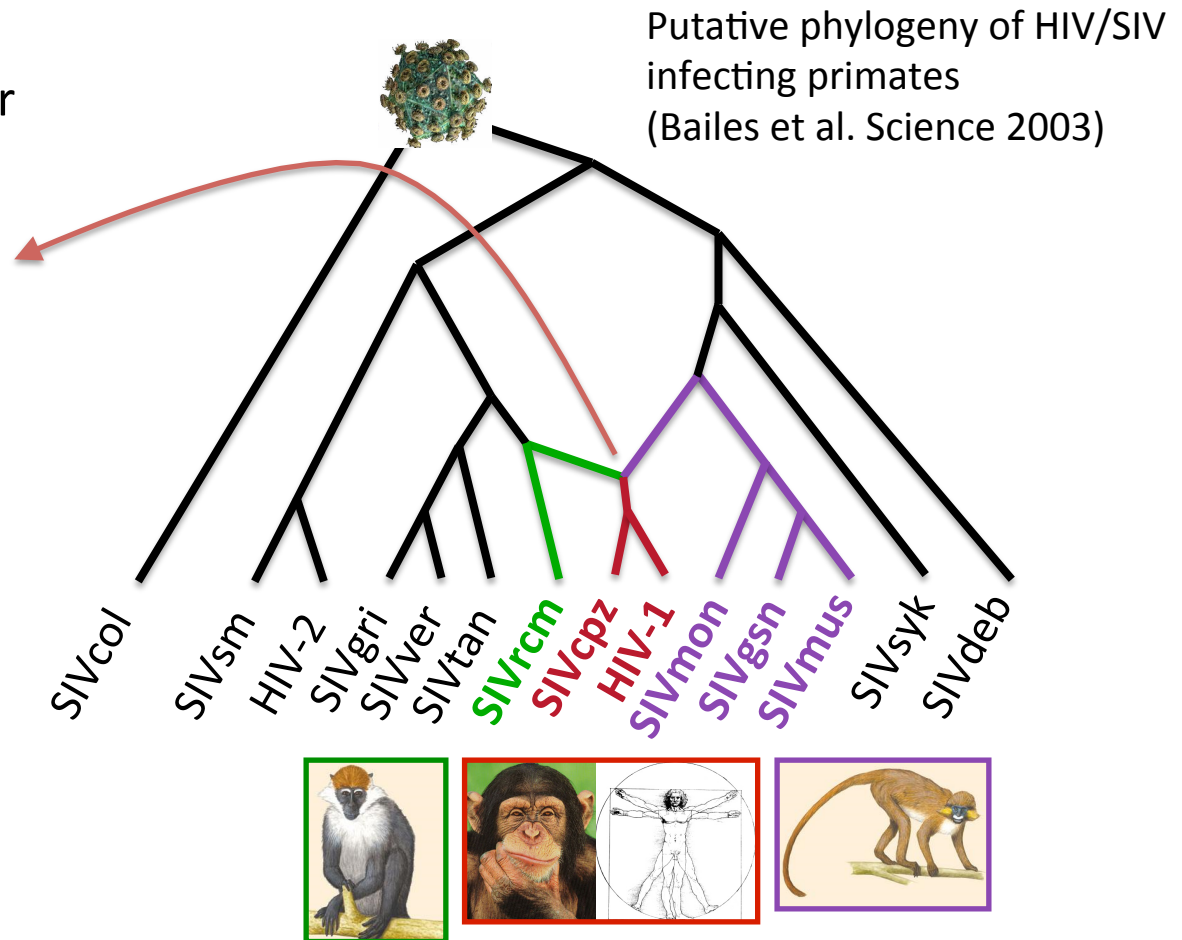 Putative phylogeny of HIV/SIV
infecting primates
(Bailes et al. Science 2003)
r
SIVcol
SIVsm
HIV-2
SIVgri
SIVver
SIVtan
SIVrcm
SIVcpz
HIV-1
SIVmon
SIVgsn
SIVmus
SIVsyk
SIVdeb